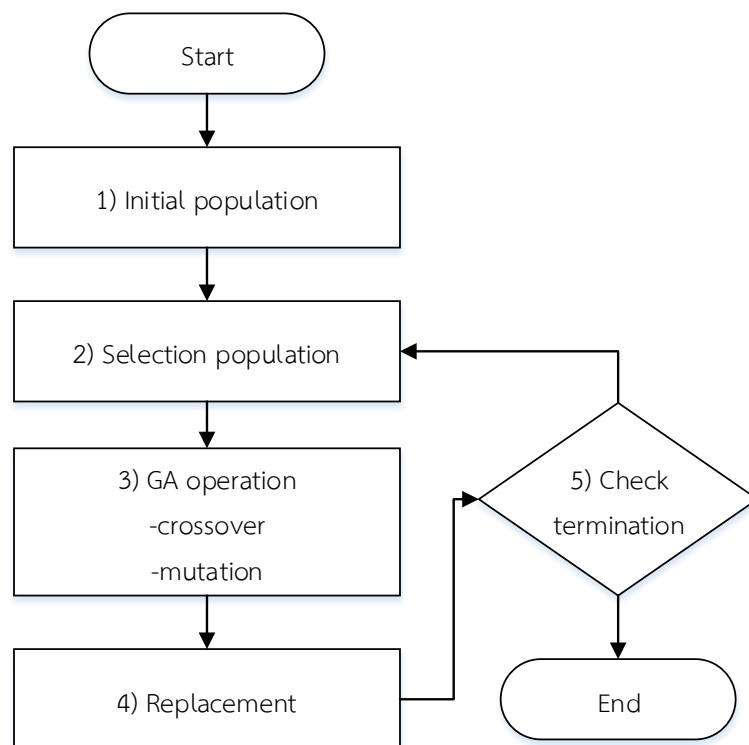 Start
1) Initial population
2) Selection population
3) GA operation
-crossover
-mutation
4) Replacement
5) Check
termination
End